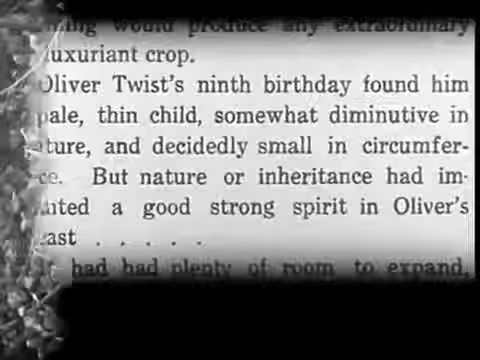 would produce any extraordinary
luxuriant crop.
Oliver Twist's ninth birthday found him
pale, thin child, somewhat diminutive in
ature, and decidedly small in circumfer-
ce. But nature or inheritance had im-
nted a good strong spirit in Oliver's
ast . . . . .
It had had plenty of room to expand,